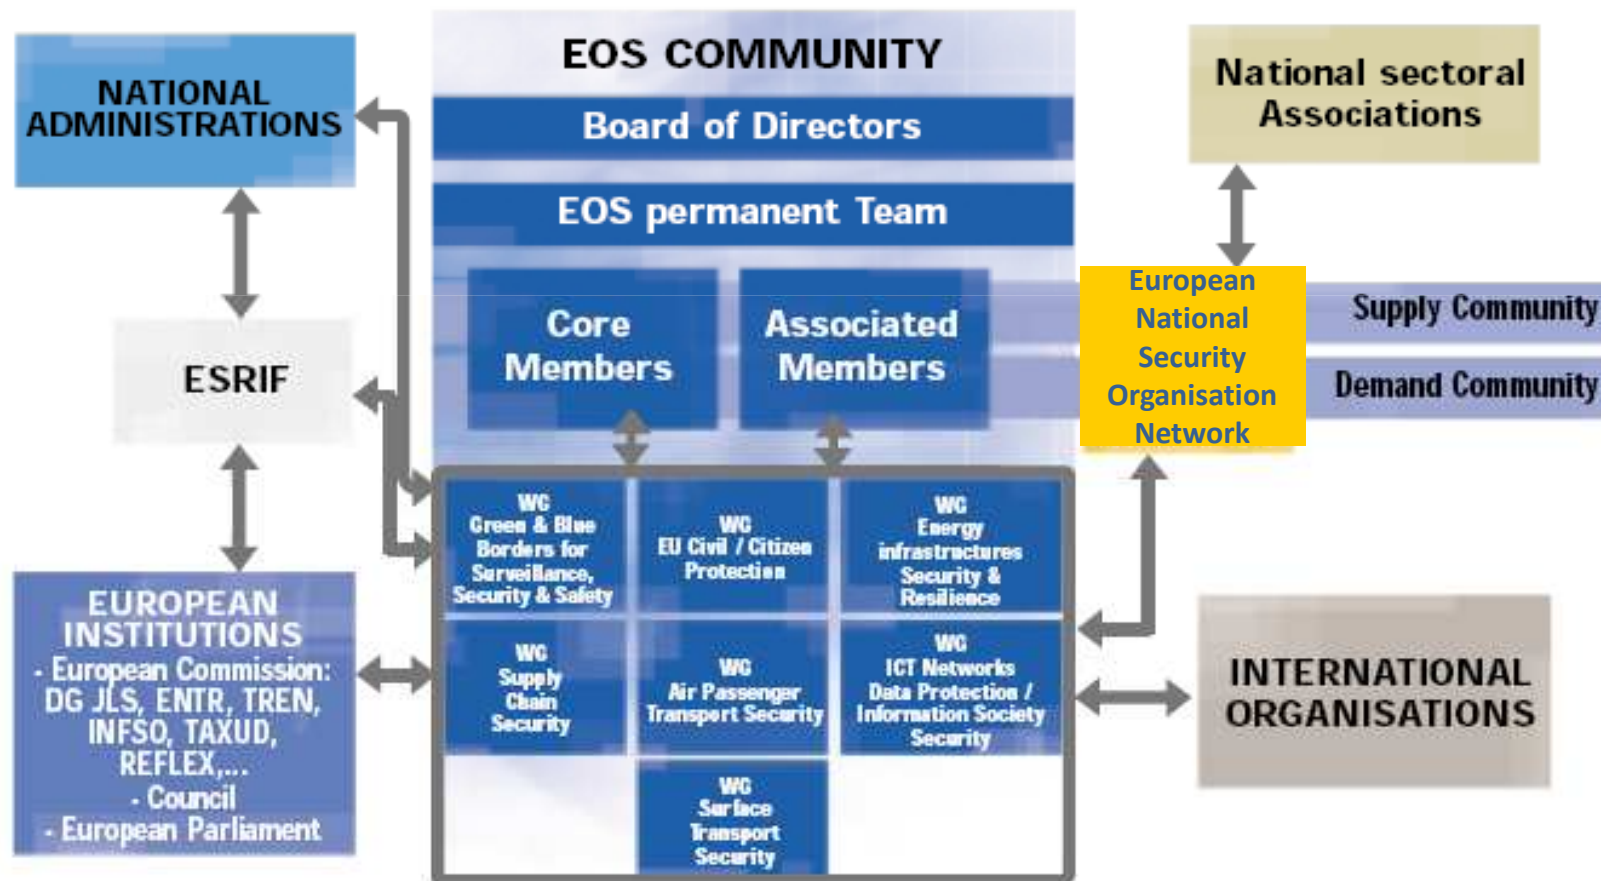 EOS COMMUNITY
Board of Directors
EOS permanent Team
Core
Members
Associated
Members
NATIONAL
ADMINISTRATIONS
ESRIF
EUROPEAN
INSTITUTIONS
- European Commission:
DG JLS, ENTR, TREN,
INFSO, TAXUD,
REFLEX,...
- Council
- European Parliament
WG
Green & Blue
Borders for
Surveillance,
Security & Safety
WG
EU Civil / Citizen
Protection
WG
Energy
infrastructures
Security &
Resilience
WG
Supply
Chain
Security
WG
Air Passenger
Transport Security
WG
ICT Networks
Data Protection /
Information Society
Security
WG
Surface
Transport
Security
National sectoral
Associations
European
National
Security
Organisation
Network
Supply Community
Demand Community
INTERNATIONAL
ORGANISATIONS